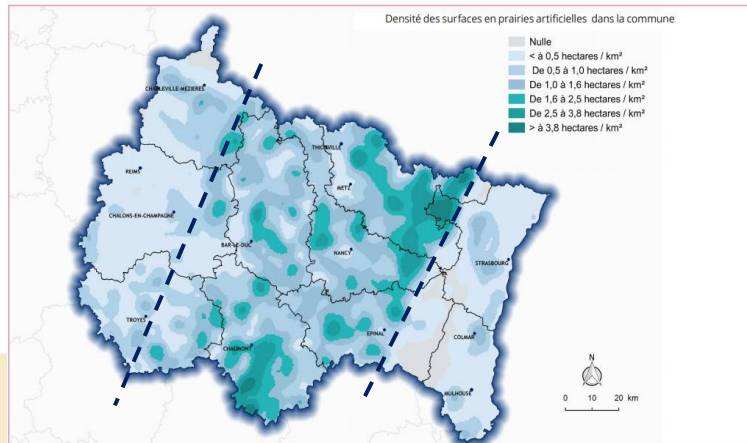 Densité des surfaces en prairies artificielles dans la commune
Nulle
< à 0,5 hectares / km²
De 0,5 à 1,0 hectares / km²
De 1,0 à 1,6 hectares / km²
De 1,6 à 2,5 hectares / km²
De 2,5 à 3,8 hectares / km²
> à 3,8 hectares / km²
CHARLEVILLE-MEZIERES
THIONVILLE
REIMS
METZ
CHALONS-EN-CHAMPAGNE
BAR-LE-DUC
NANCY
STRASBOURG
TROYES
EPINAL
CHAUMONT
COLMAR
MULHOUSE
N
0 10 20 km